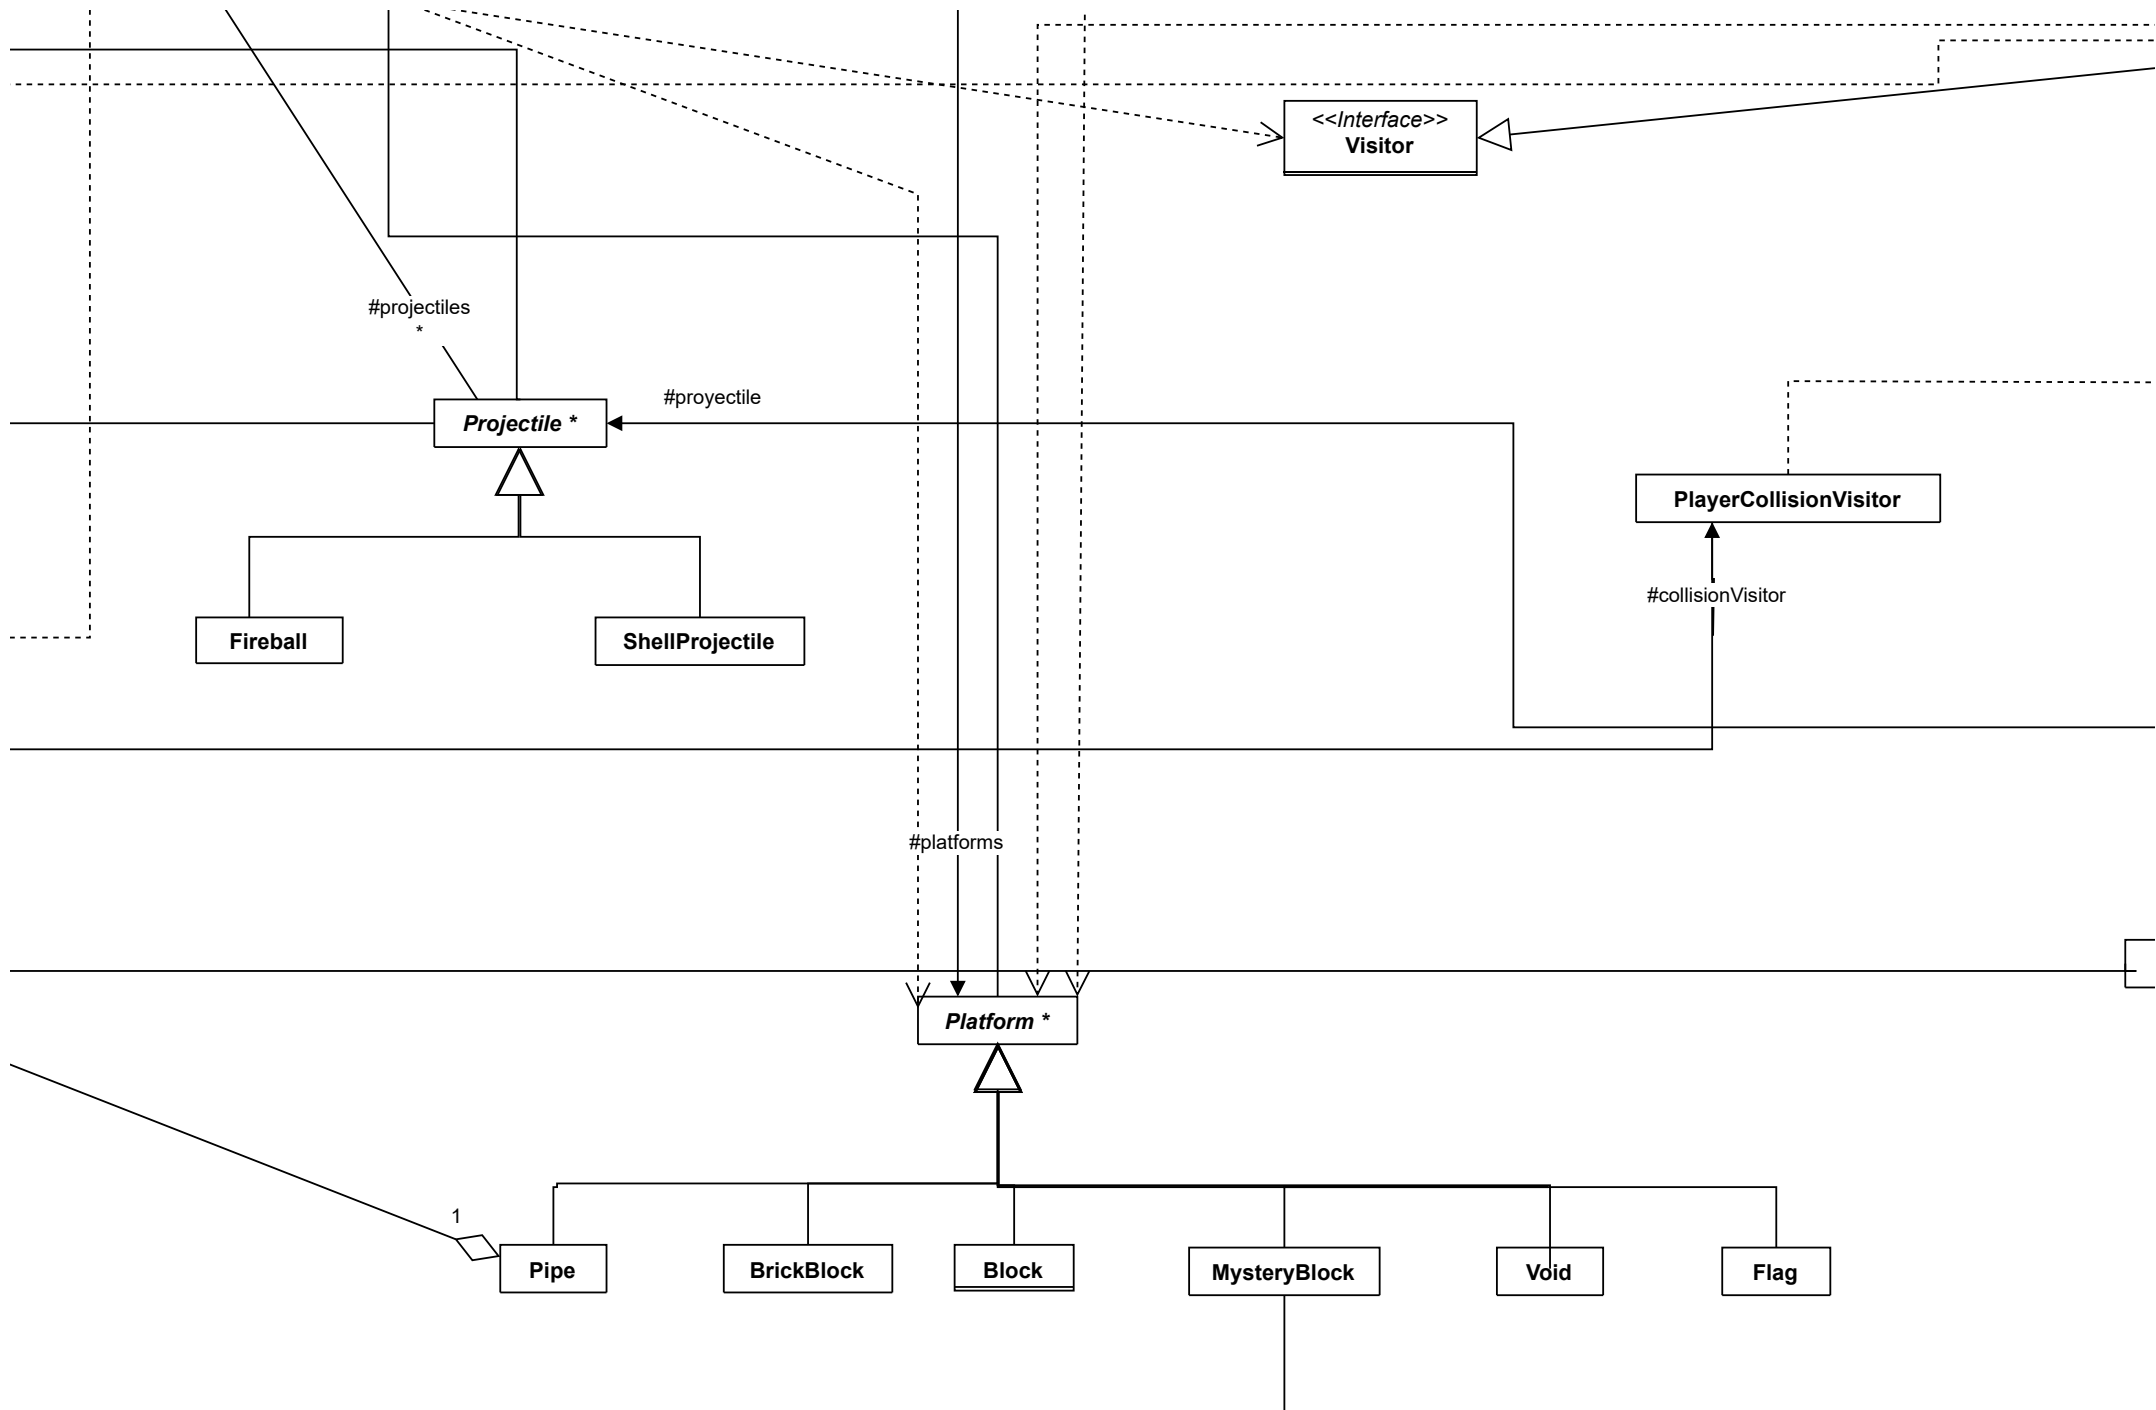 <<Interface>>
Visitor
#projectiles
*
#proyectile
Projectile *
PlayerCollisionVisitor
#collisionVisitor
Fireball
ShellProjectile
#platforms
Platform *
1
Pipe
BrickBlock
Block
MysteryBlock
Void
Flag